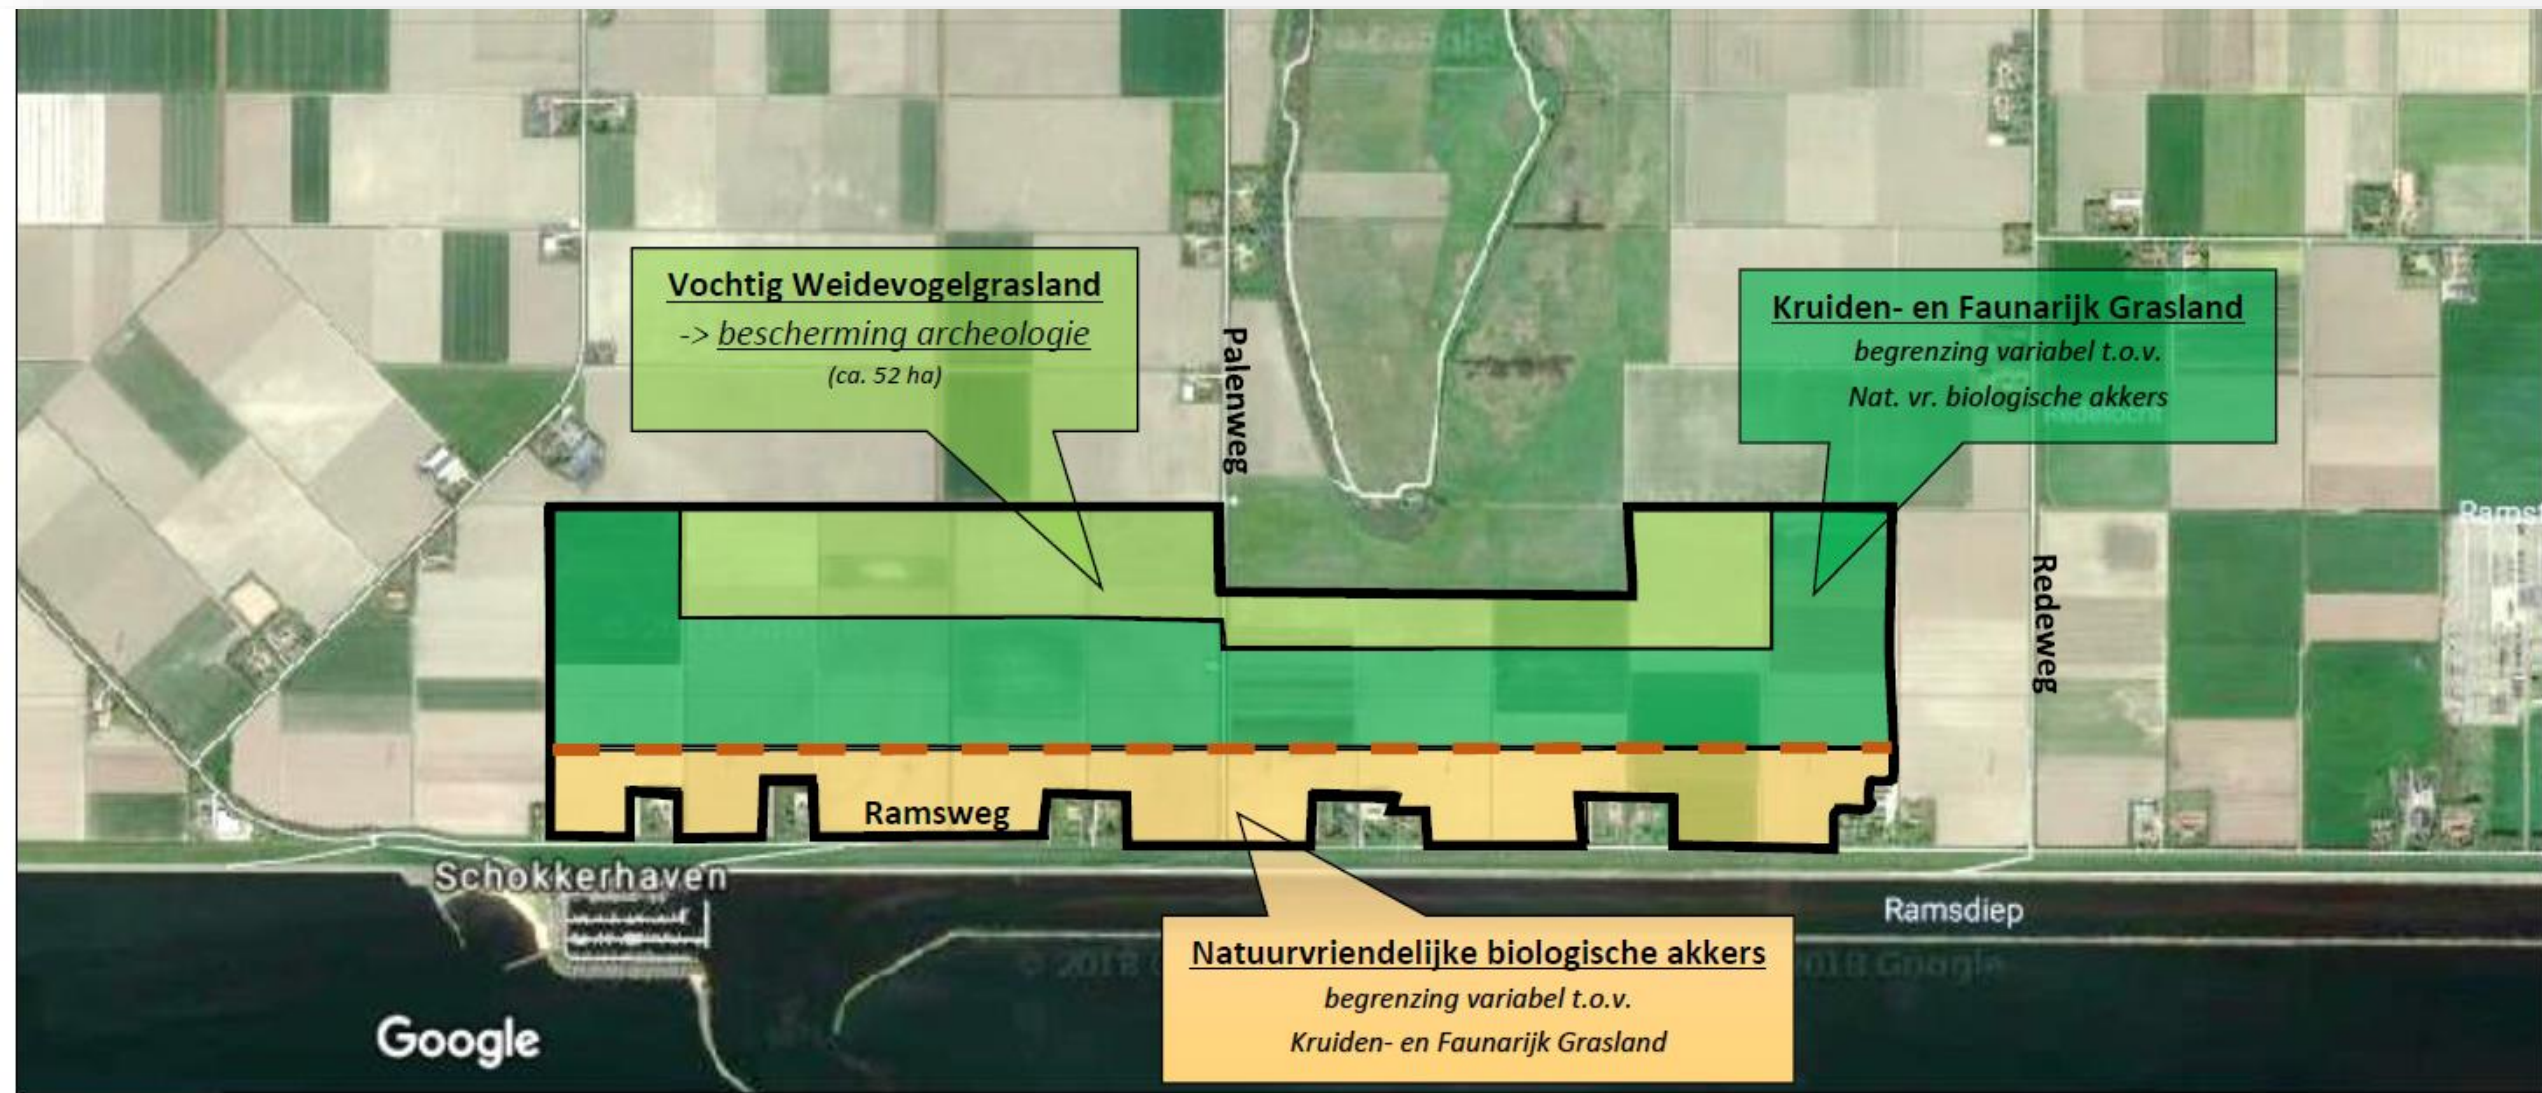 Vochtig Weidevogelgrasland
-> bescherming archeologie
(ca. 52 ha)
Kruiden- en Faunarijk Grasland
begrenzing variabel t.o.v.
Nat. vr. biologische akkers
Palenweg
Redeweg
Ramsweg
Schokkerhaven
Ramsdiep
Natuurvriendelijke biologische akkers
begrenzing variabel t.o.v.
Kruiden- en Faunarijk Grasland
Google